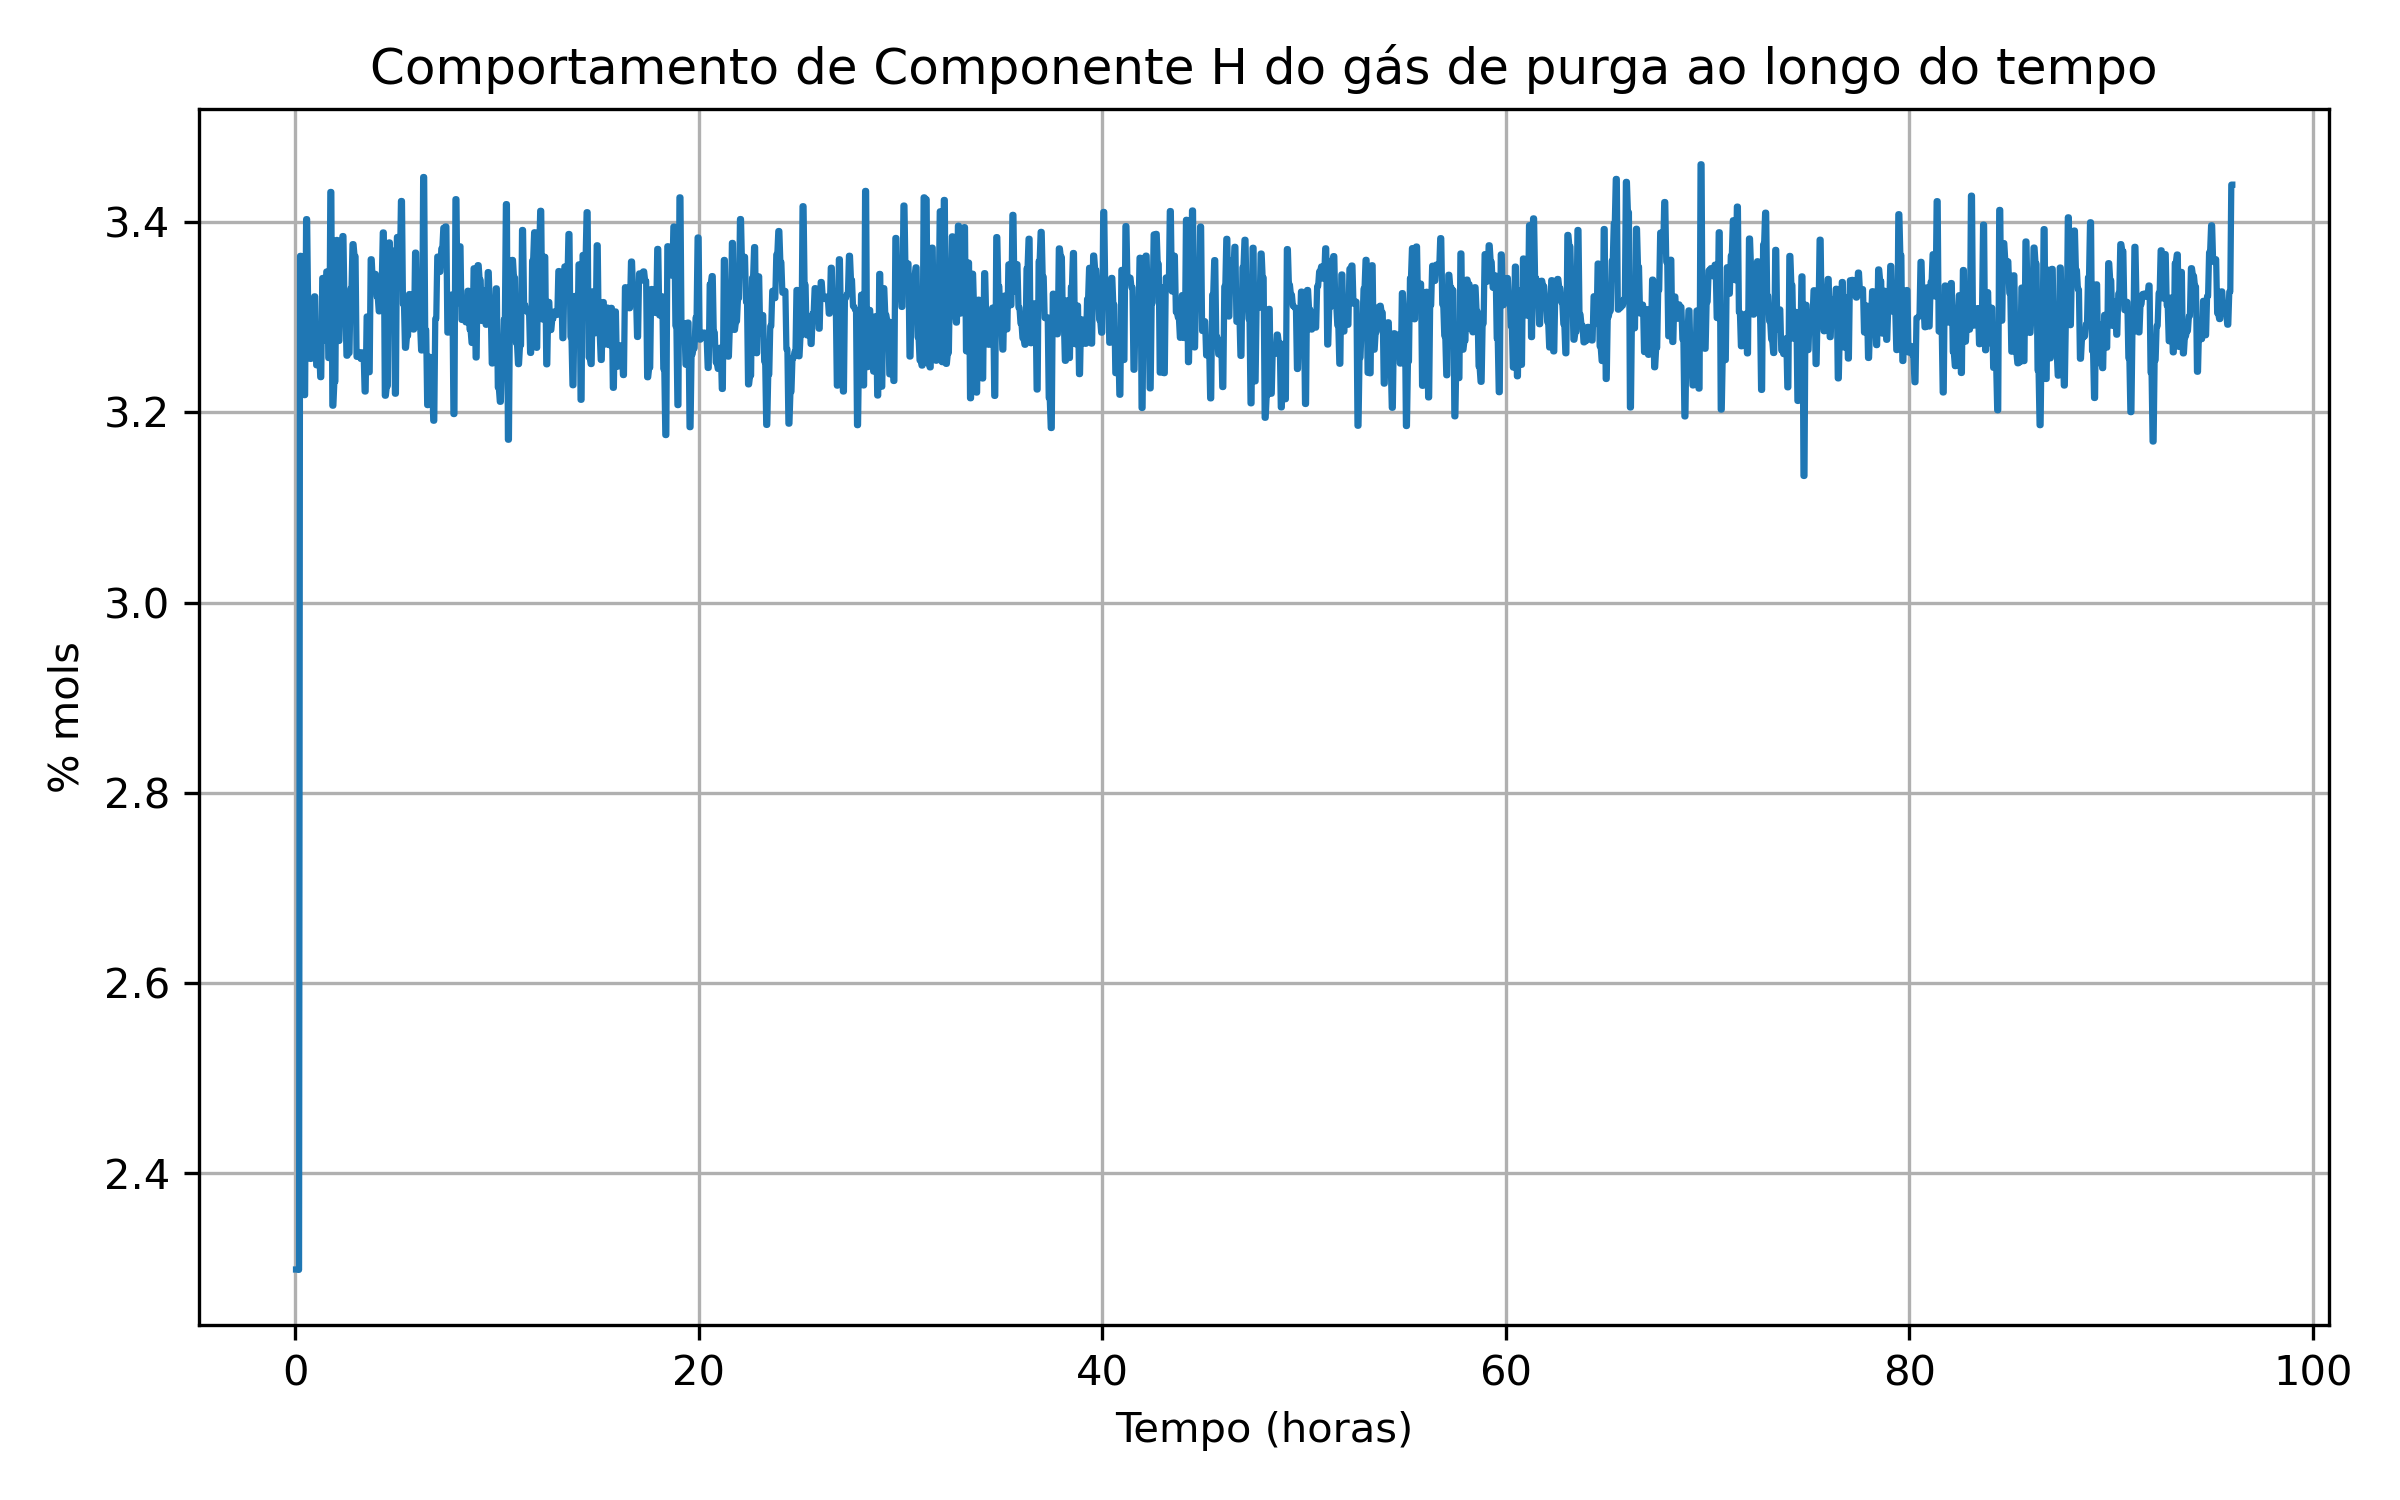 Comportamento de Componente H do gás de purga ao longo do tempo
% mols
3.4
3.2
3.0
2.8
2.6
2.4
0 20 40 60 80 100
Tempo (horas)